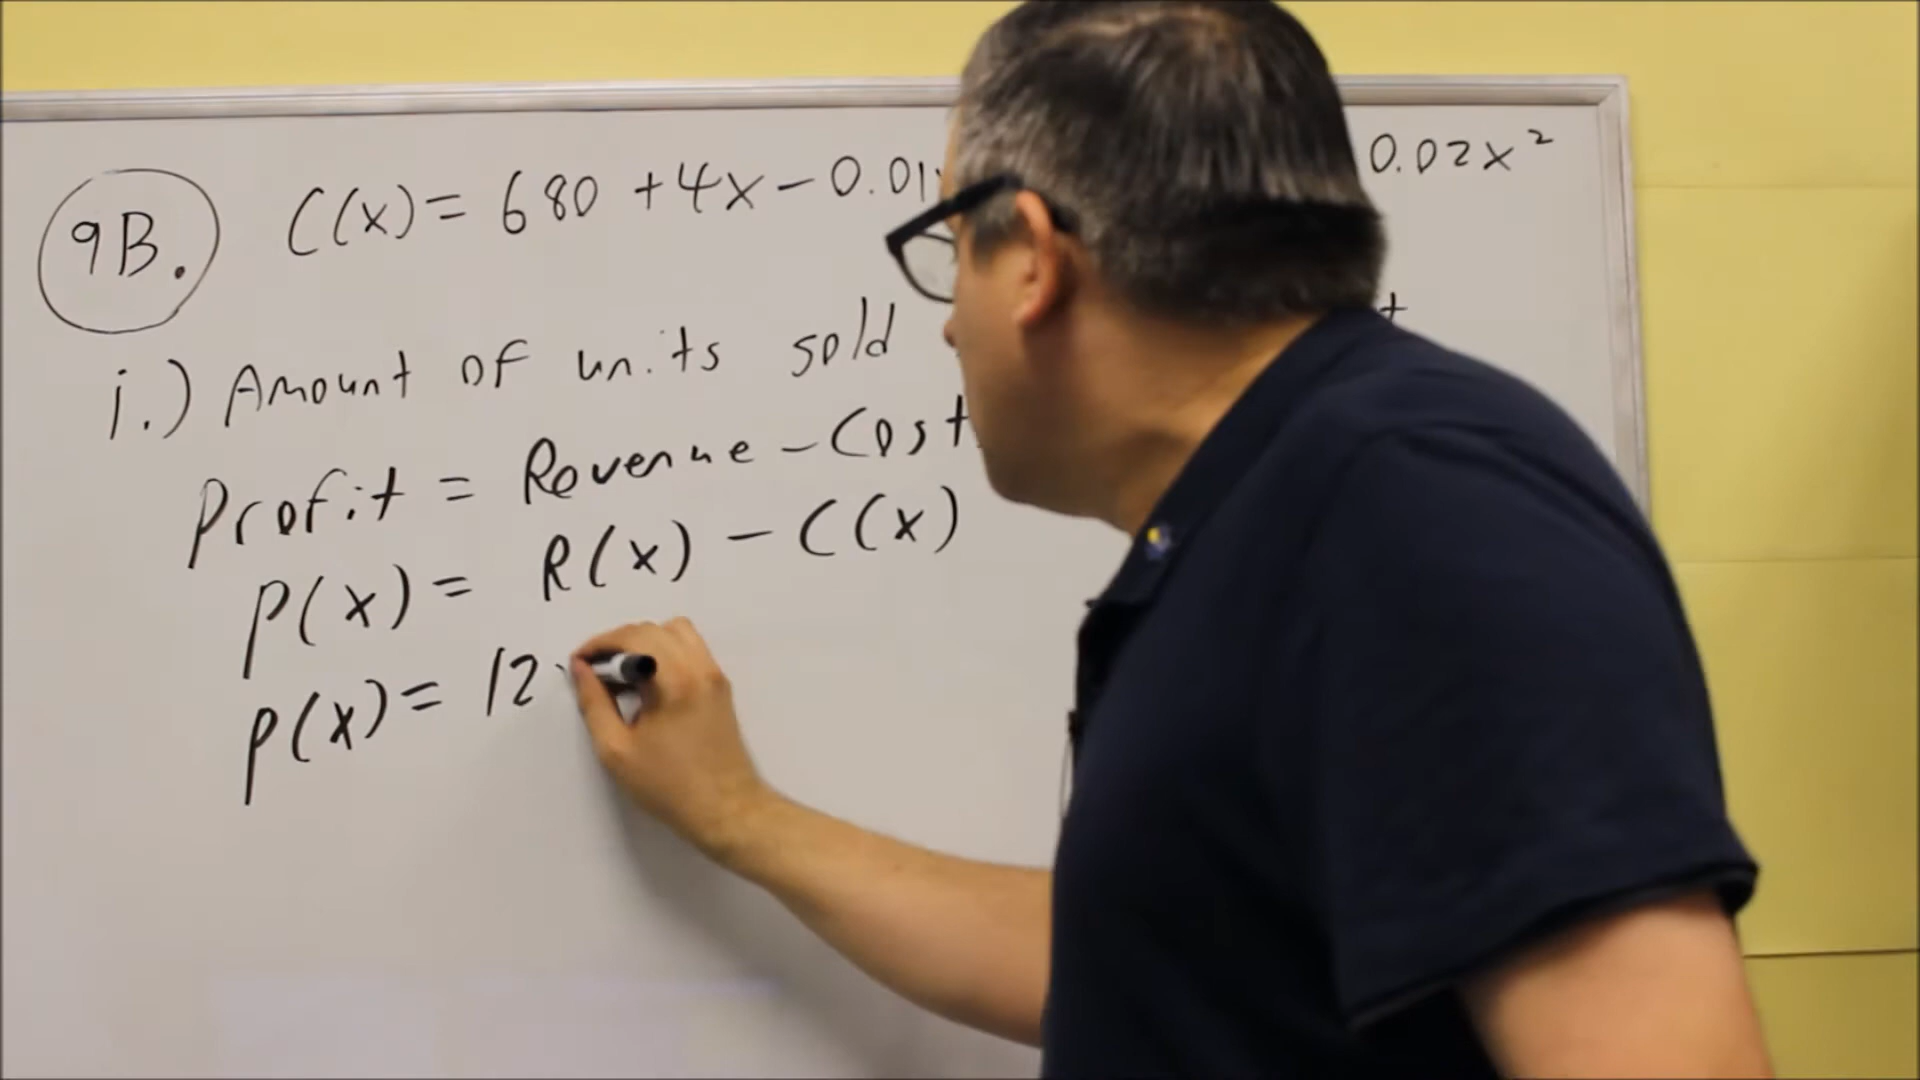 9B. C(x) = 680 + 4x - 0.01 0.02x²
i.) Amount of units sold
Profit = Revenue - Cost
P(x) = R(x) - C(x)
P(x) = 12